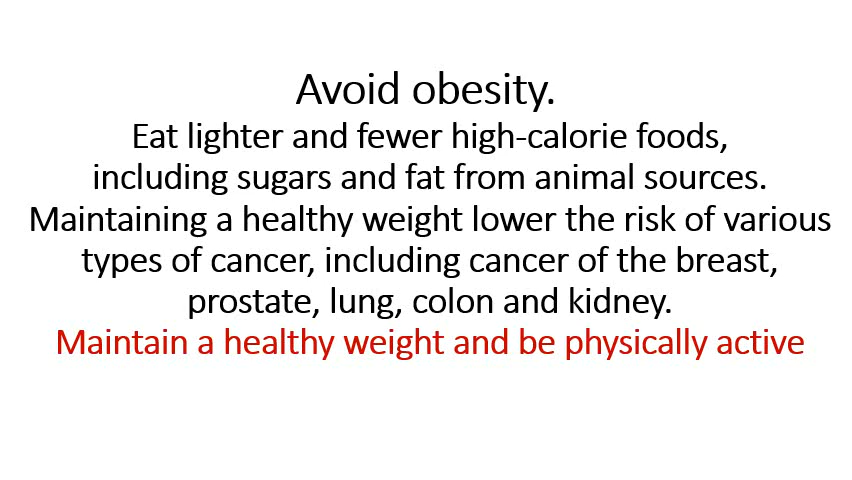 Avoid obesity.
Eat lighter and fewer high-calorie foods,
including sugars and fat from animal sources.
Maintaining a healthy weight lower the risk of various
types of cancer, including cancer of the breast,
prostate, lung, colon and kidney.
Maintain a healthy weight and be physically active